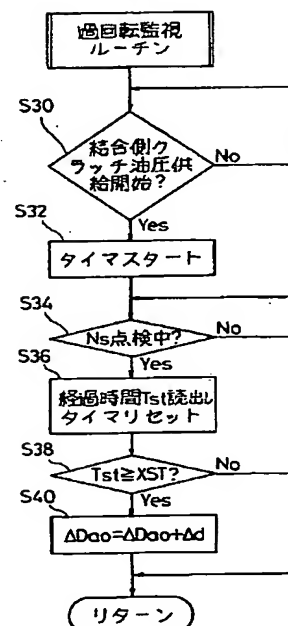 過回転監視
ルーチン
S30
結合側ク
ラッチ油圧供
給開始?
No
Yes
S32
タイマスタート
S34
Ns点検中?
No
Yes
S36
経過時間Tst読出し
タイマリセット
S38
Tst≧XST?
No
Yes
S40
ΔDao=ΔDao+Δd
リターン